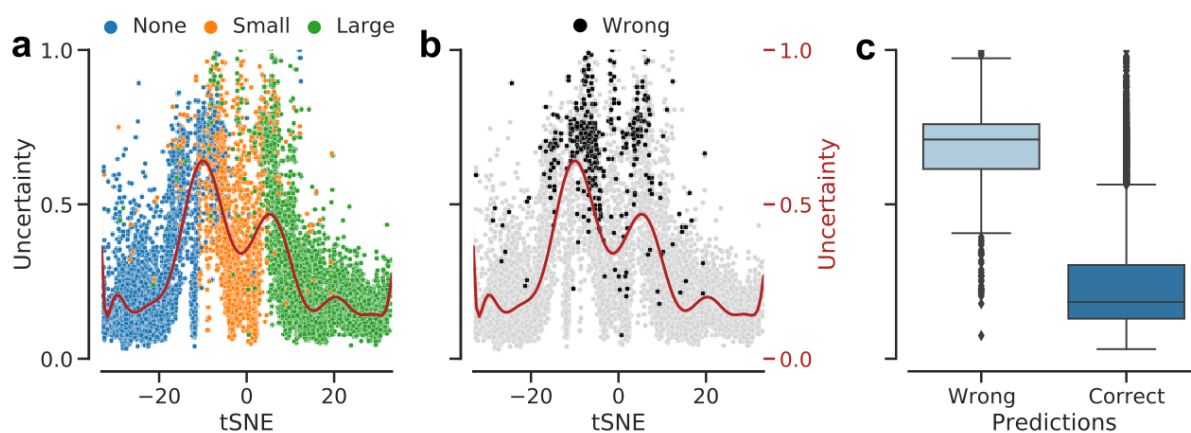 None Small Large
a
1.0
0.5
0.0
Uncertainty
−20 0 20
tSNE
Wrong
b
−20 0 20
tSNE
1.0
0.5
0.0
Uncertainty
c
Wrong Correct
Predictions